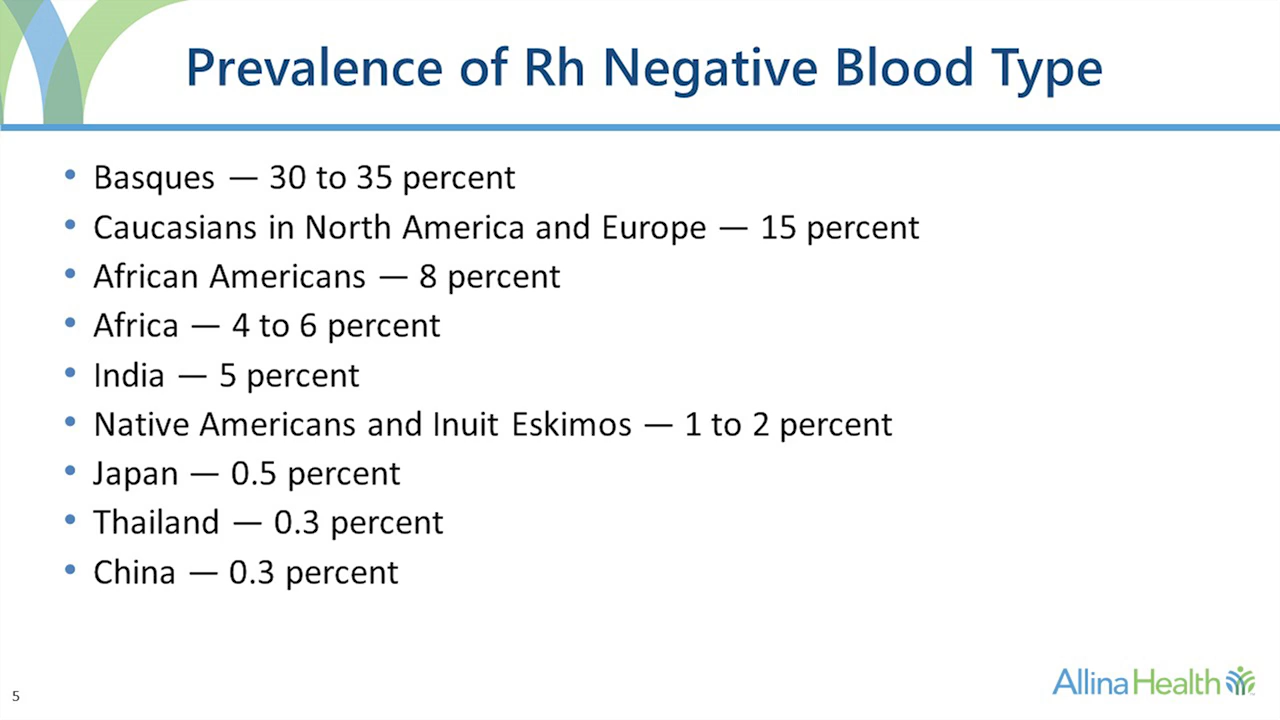 Prevalence of Rh Negative Blood Type
• Basques — 30 to 35 percent
• Caucasians in North America and Europe — 15 percent
• African Americans — 8 percent
• Africa — 4 to 6 percent
• India — 5 percent
• Native Americans and Inuit Eskimos — 1 to 2 percent
• Japan — 0.5 percent
• Thailand — 0.3 percent
• China — 0.3 percent
5
Allina Health